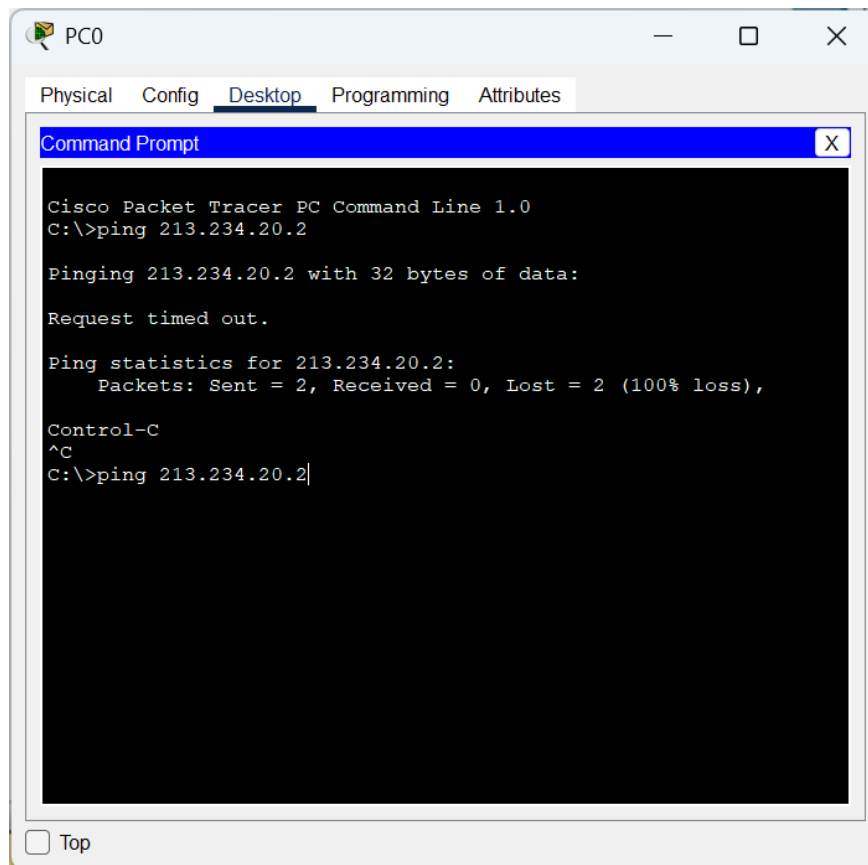 PC0
Physical Config Desktop Programming Attributes
Command Prompt X
Cisco Packet Tracer PC Command Line 1.0
C:\>ping 213.234.20.2
Pinging 213.234.20.2 with 32 bytes of data:
Request timed out.
Ping statistics for 213.234.20.2:
Packets: Sent = 2, Received = 0, Lost = 2 (100% loss),
Control-C
^C
C:\>ping 213.234.20.2
Top